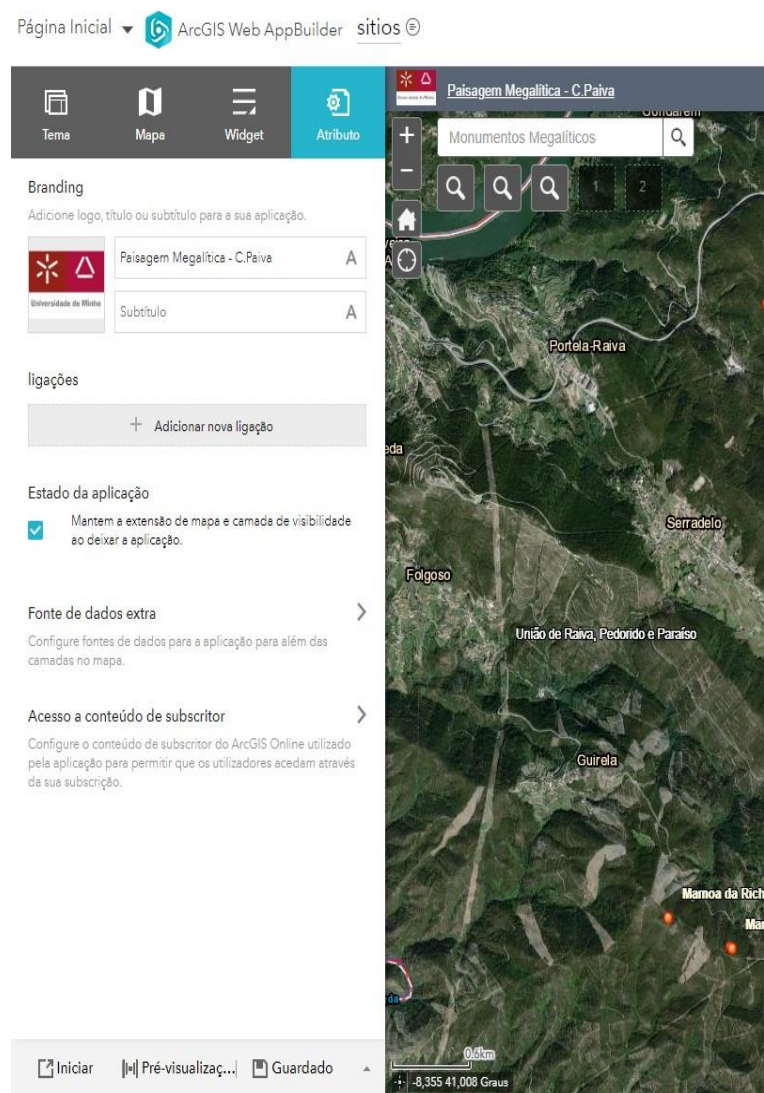 Página Inicial
ArcGIS Web AppBuilder
sitios
Tema
Mapa
Widget
Atributo
Branding
Adicione logo, título ou subtítulo para a sua aplicação.
Universidade do Minho
Paisagem Megalítica - C.Paiva
A
Subtítulo
A
ligações
+ Adicionar nova ligação
Estado da aplicação
Mantem a extensão de mapa e camada de visibilidade
ao deixar a aplicação.
Fonte de dados extra
Configure fontes de dados para a aplicação para além das
camadas no mapa.
Acesso a conteúdo de subscritor
Configure o conteúdo de subscritor do ArcGIS Online utilizado
pela aplicação para permitir que os utilizadores acedam através
da sua subscrição.
Iniciar
Pré-visualizaç...
Guardado
Universidade do Minho
Paisagem Megalítica - C.Paiva
+
Monumentos Megalíticos
−
1
2
Portela-Raiva
eda
Serradelo
Folgoso
União de Raiva, Pedorido e Paraíso
Guirela
Mamoa da Rich
Mar
da
0.6km
-8,355 41,008 Graus